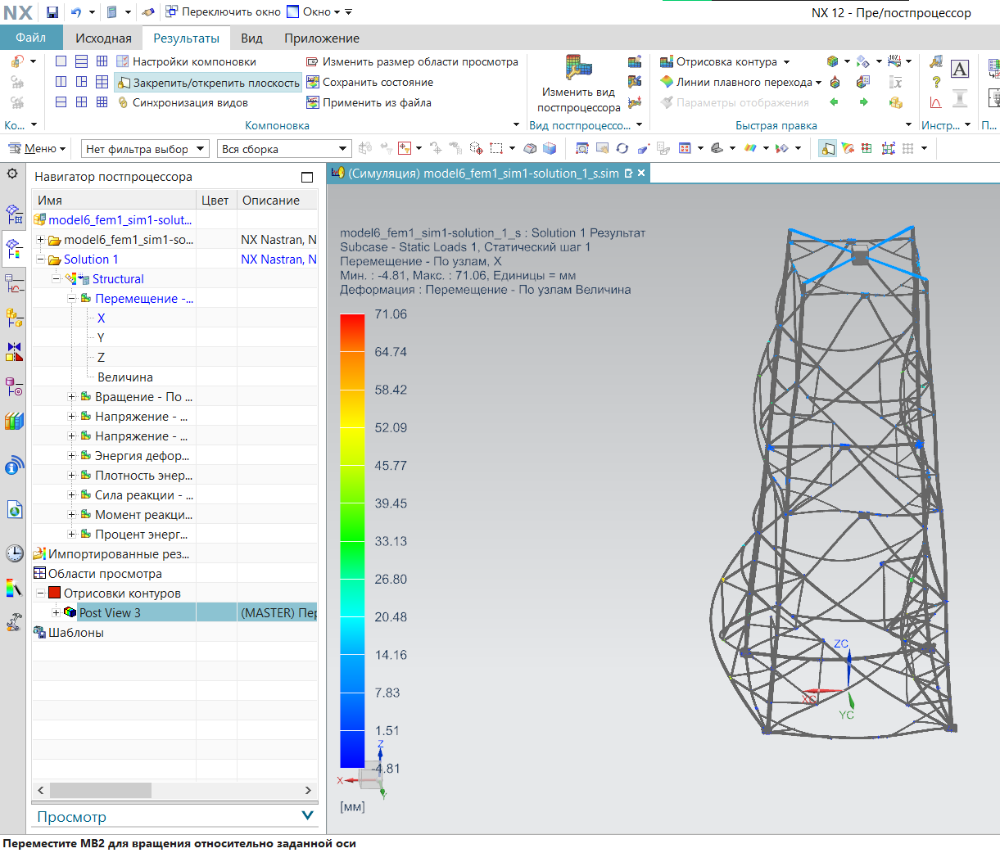 NX
Переключить окно
Окно
NX 12 - Пре/постпроцессор
Файл
Исходная
Результаты
Вид
Приложение
Настройки компоновки
Изменить размер области просмотра
Закрепить/открепить плоскость
Сохранить состояние
Синхронизация видов
Применить из файла
Изменить вид
постпроцессора
Отрисовка контура
Линии плавного перехода
Параметры отображения
Ко...
Компоновка
Вид постпроцессо...
Быстрая правка
Инстр...
П...
Меню
Нет фильтра выбор
Вся сборка
Навигатор постпроцессора
(Симуляция) model6_fem1_sim1-solution_1_s.sim
Имя
Цвет
Описание
model6_fem1_sim1-solut...
model6_fem1_sim1-so...
NX Nastran, N
Solution 1
NX Nastran, N
Structural
Перемещение -...
X
Y
Z
Величина
Вращение - По ...
Напряжение - ...
Напряжение - ...
Энергия дефор...
Плотность энер...
Сила реакции - ...
Момент реакци...
Процент энерг...
Импортированные рез...
Области просмотра
Отрисовки контуров
Post View 3
(MASTER) Пер
Шаблоны
Просмотр
model6_fem1_sim1-solution_1_s : Solution 1 Результат
Subcase - Static Loads 1, Статический шаг 1
Перемещение - По узлам, X
Мин. : -4.81, Макс. : 71.06, Единицы = мм
Деформация : Перемещение - По узлам Величина
71.06
64.74
58.42
52.09
45.77
39.45
33.13
26.80
20.48
14.16
7.83
1.51
-4.81
[мм]
Z
X
Y
ZC
XC
YC
Переместите MB2 для вращения относительно заданной оси